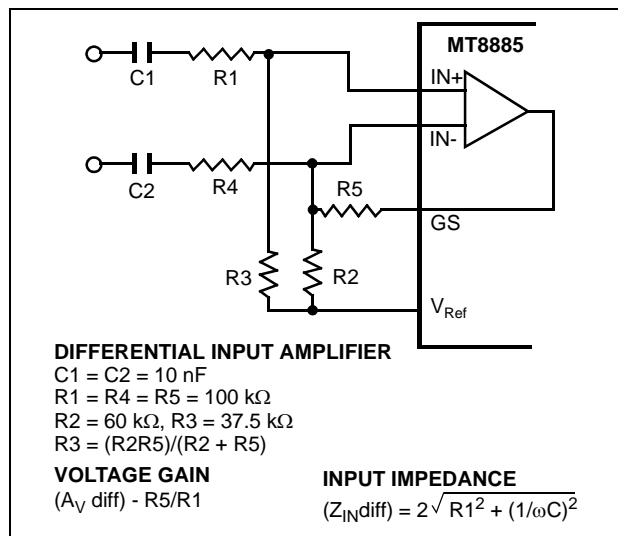 MT8885
C1
R1
IN+
IN-
C2
R4
R5
GS
R3
R2
VRef
DIFFERENTIAL INPUT AMPLIFIER
C1 = C2 = 10 nF
R1 = R4 = R5 = 100 kΩ
R2 = 60 kΩ, R3 = 37.5 kΩ
R3 = (R2R5)/(R2 + R5)
VOLTAGE GAIN
(AV diff) - R5/R1
INPUT IMPEDANCE
(ZINdiff) = 2√R1² + (1/ωC)²